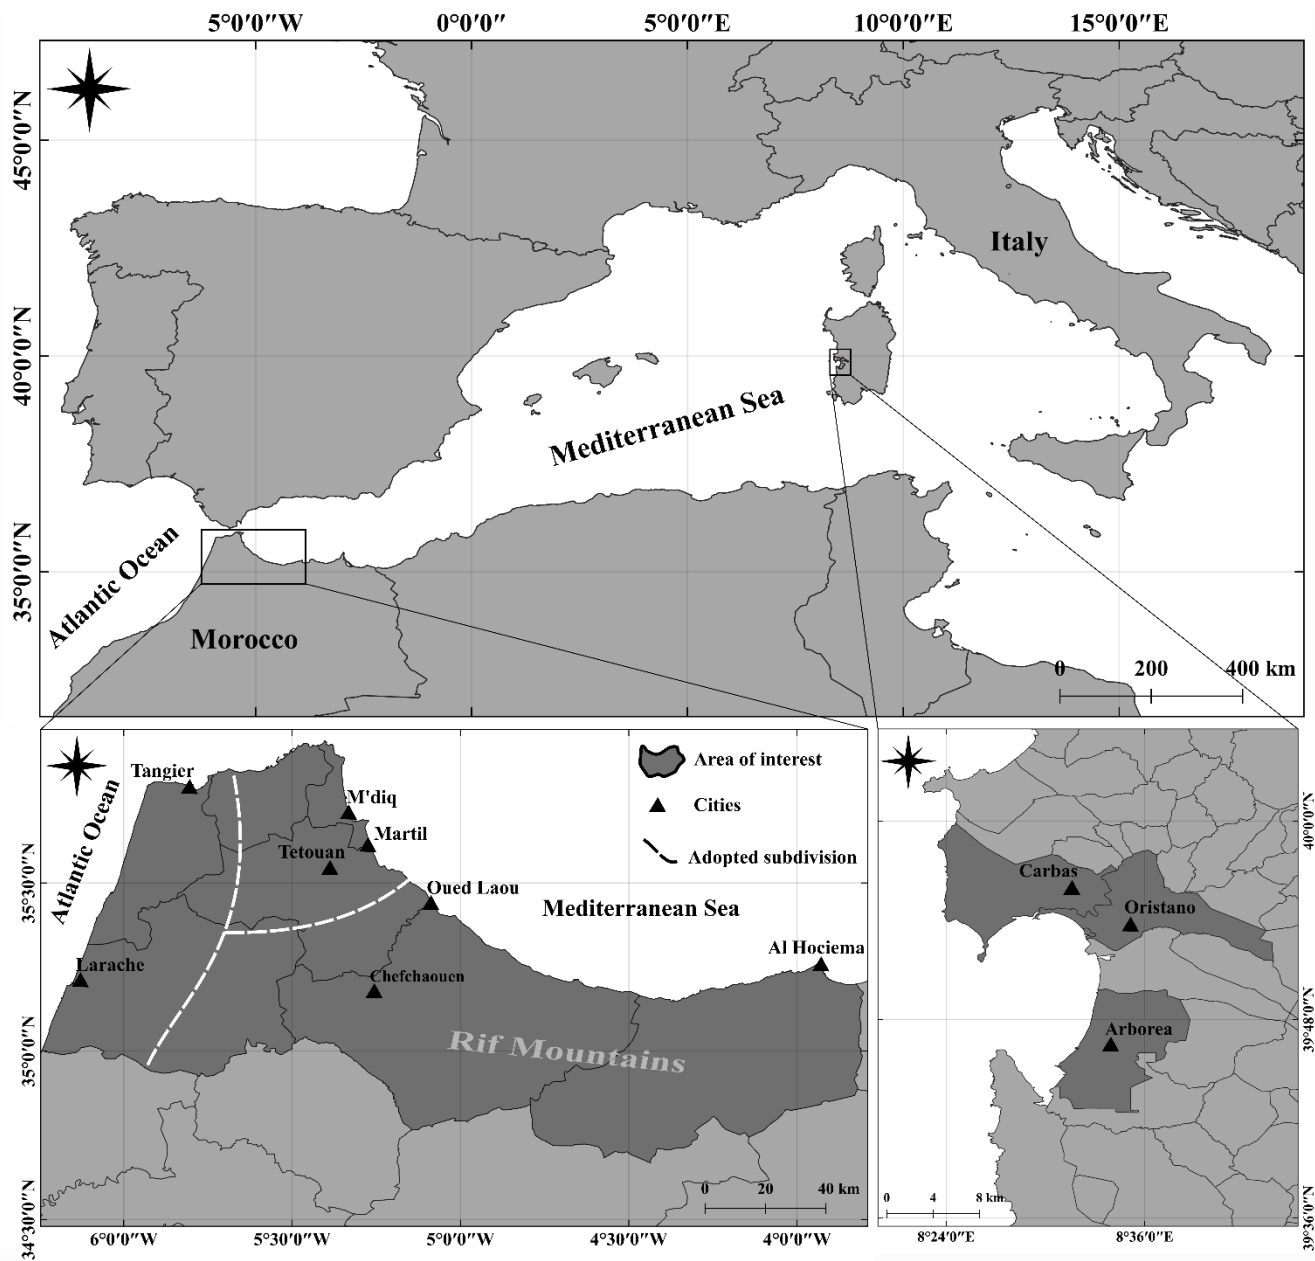 5°0'0"W 0°0'0" 5°0'0"E 10°0'0"E 15°0'0"E
45°0'0"N
40°0'0"N
35°0'0"N
Italy
Mediterranean Sea
Atlantic Ocean
Morocco
0 200 400 km
Tangier
Atlantic Ocean
M'diq
Martil
Tetouan
Oued Laou
Mediterranean Sea
Al Hociema
Larache
Chefchaouen
Rif Mountains
Area of interest
Cities
Adopted subdivision
0 20 40 km
35°30'0"N
35°0'0"N
34°30'0"N
6°0'0"W 5°30'0"W 5°0'0"W 4°30'0"W 4°0'0"W
Carbas
Oristano
Arborea
0 4 8 km
40°0'0"N
39°48'0"N
39°36'0"N
8°24'0"E 8°36'0"E